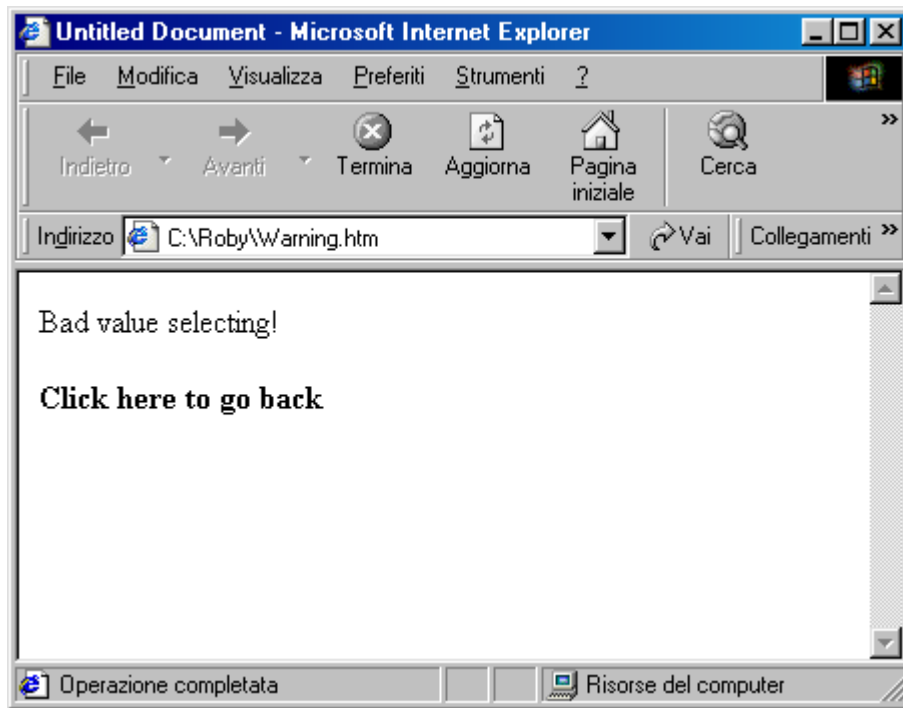 Untitled Document - Microsoft Internet Explorer
File Modifica Visualizza Preferiti Strumenti ?
Indietro Avanti Termina Aggiorna Pagina iniziale Cerca »
Indirizzo C:\Roby\Warning.htm Vai Collegamenti »
Bad value selecting!
Click here to go back
Operazione completata Risorse del computer